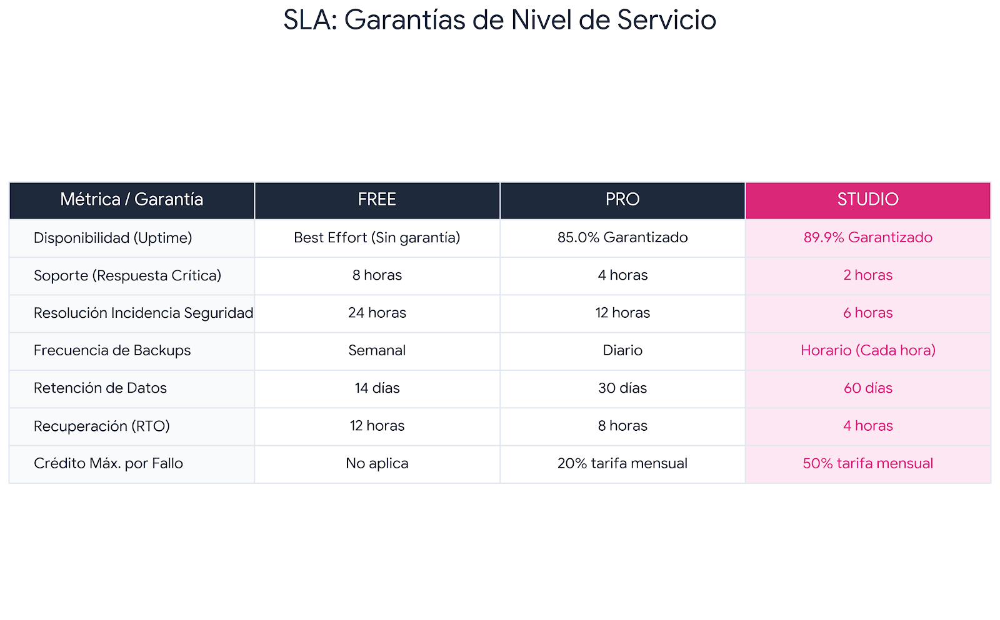 SLA: Garantías de Nivel de Servicio
Métrica / Garantía FREE PRO STUDIO
Disponibilidad (Uptime) Best Effort (Sin garantía) 85.0% Garantizado 89.9% Garantizado
Soporte (Respuesta Crítica) 8 horas 4 horas 2 horas
Resolución Incidencia Seguridad 24 horas 12 horas 6 horas
Frecuencia de Backups Semanal Diario Horario (Cada hora)
Retención de Datos 14 días 30 días 60 días
Recuperación (RTO) 12 horas 8 horas 4 horas
Crédito Máx. por Fallo No aplica 20% tarifa mensual 50% tarifa mensual